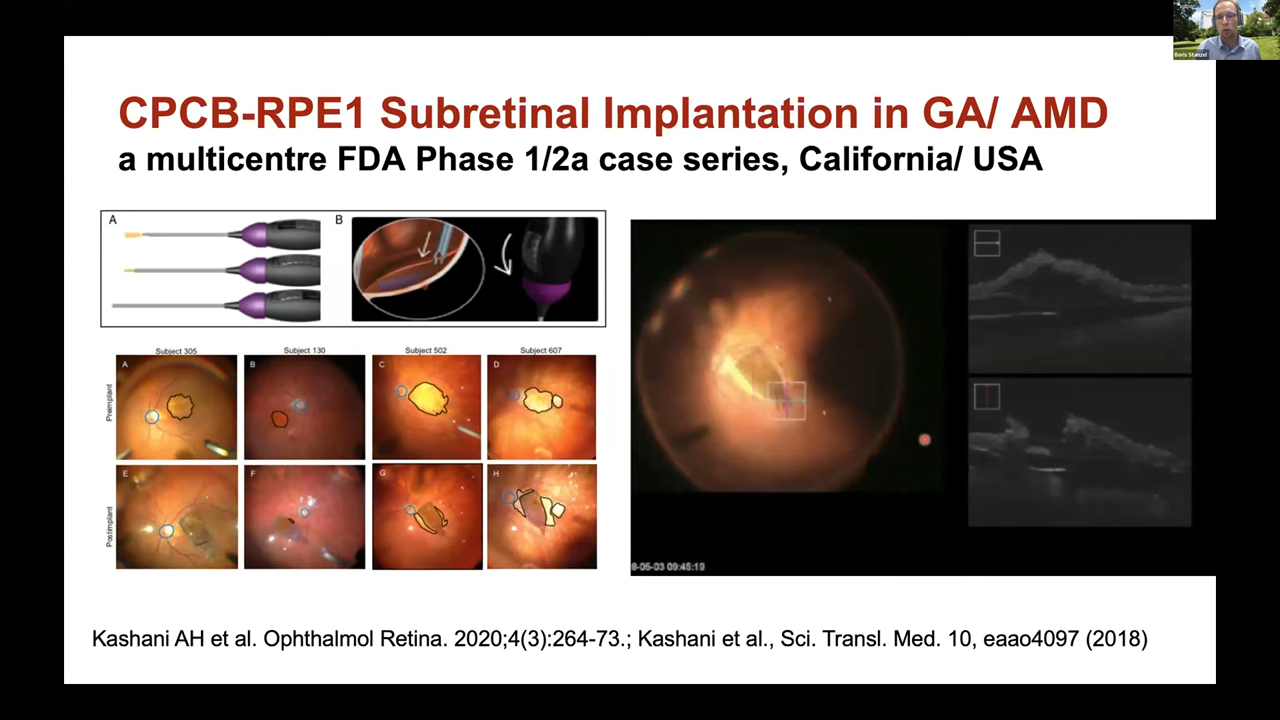 Boris Stanzel
CPCB-RPE1 Subretinal Implantation in GA/ AMD
a multicentre FDA Phase 1/2a case series, California/ USA
A
B
Subject 305
Subject 130
Subject 502
Subject 607
Preimplant
A
B
C
D
Postimplant
E
F
G
H
8-05-03 09:45:19
Kashani AH et al. Ophthalmol Retina. 2020;4(3):264-73.; Kashani et al., Sci. Transl. Med. 10, eaao4097 (2018)